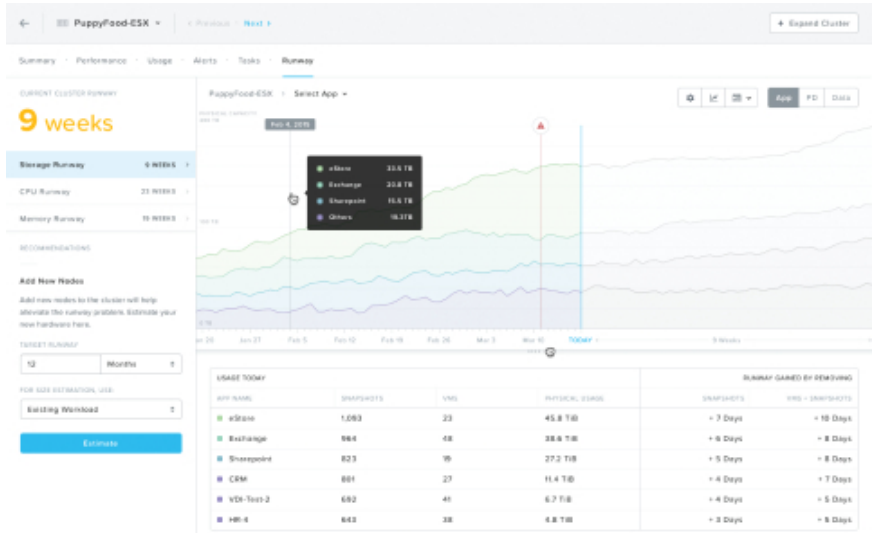 PuppyFood-ESX
< Previous · Next >
+ Expand Cluster
Summary · Performance · Usage · Alerts · Tasks · Runway
CURRENT CLUSTER RUNWAY
9 weeks
Storage Runway 9 WEEKS >
CPU Runway 23 WEEKS >
Memory Runway 19 WEEKS >
RECOMMENDATIONS
Add New Nodes
Add new nodes to the cluster will help
alleviate the runway problem. Estimate your
new hardware here.
TARGET RUNWAY
12 Months
FOR SIZE ESTIMATION, USE:
Existing Workload
Estimate
PuppyFood-ESX > Select App
App PD Data
PHYSICAL CAPACITY
Feb 4, 2015
eStore 33.5 TB
Exchange 23.8 TB
Sharepoint 15.5 TB
Others
0 TB
Jan 27 Feb 5 Feb 12 Feb 19 Feb 26 Mar 3 Mar 10 TODAY 9 Weeks
USAGE TODAY RUNWAY GAINED BY REMOVING
APP NAME SNAPSHOTS VMS PHYSICAL USAGE SNAPSHOTS VMS + SNAPSHOTS
eStore 1,093 23 45.8 TiB + 7 Days + 10 Days
Exchange 964 48 38.6 TiB + 6 Days + 8 Days
Sharepoint 823 19 27.2 TiB + 5 Days + 8 Days
CRM 801 27 11.4 TiB + 4 Days + 7 Days
VDI-Test-2 692 41 6.7 TiB + 4 Days + 5 Days
HR-4 643 38 4.8 TiB + 3 Days + 5 Days